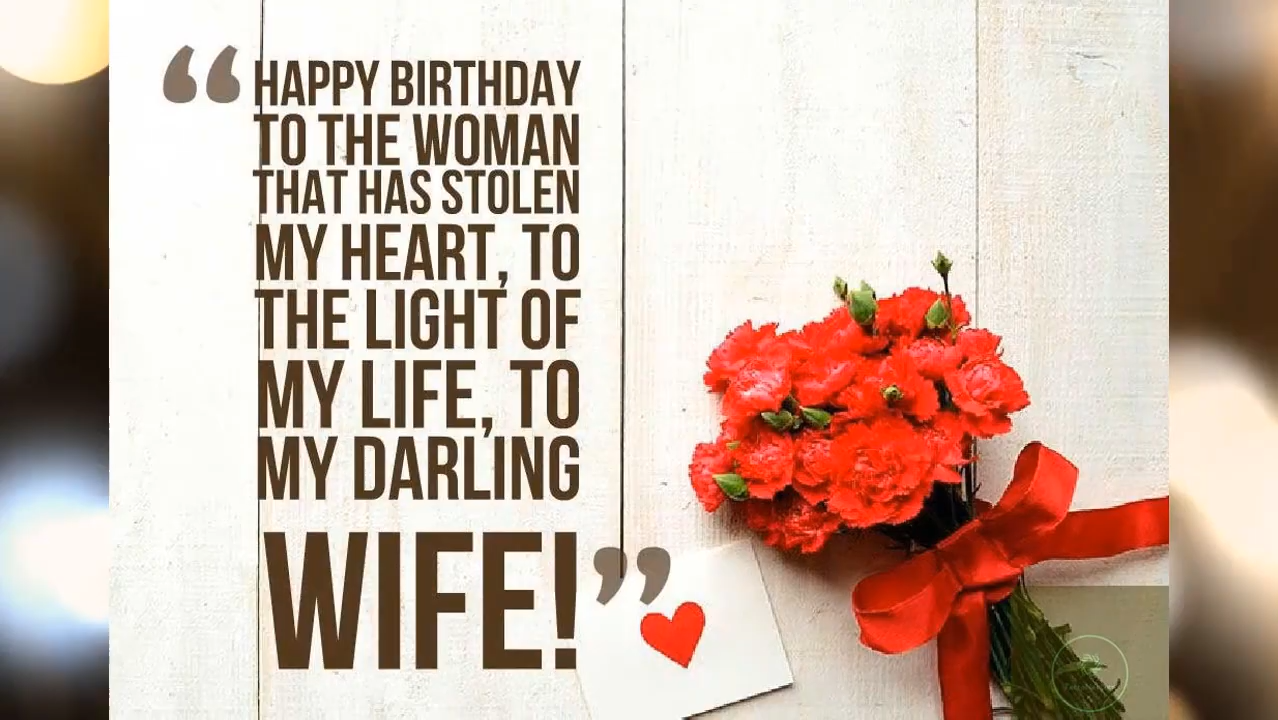 “HAPPY BIRTHDAY
TO THE WOMAN
THAT HAS STOLEN
MY HEART, TO
THE LIGHT OF
MY LIFE, TO
MY DARLING
WIFE!”